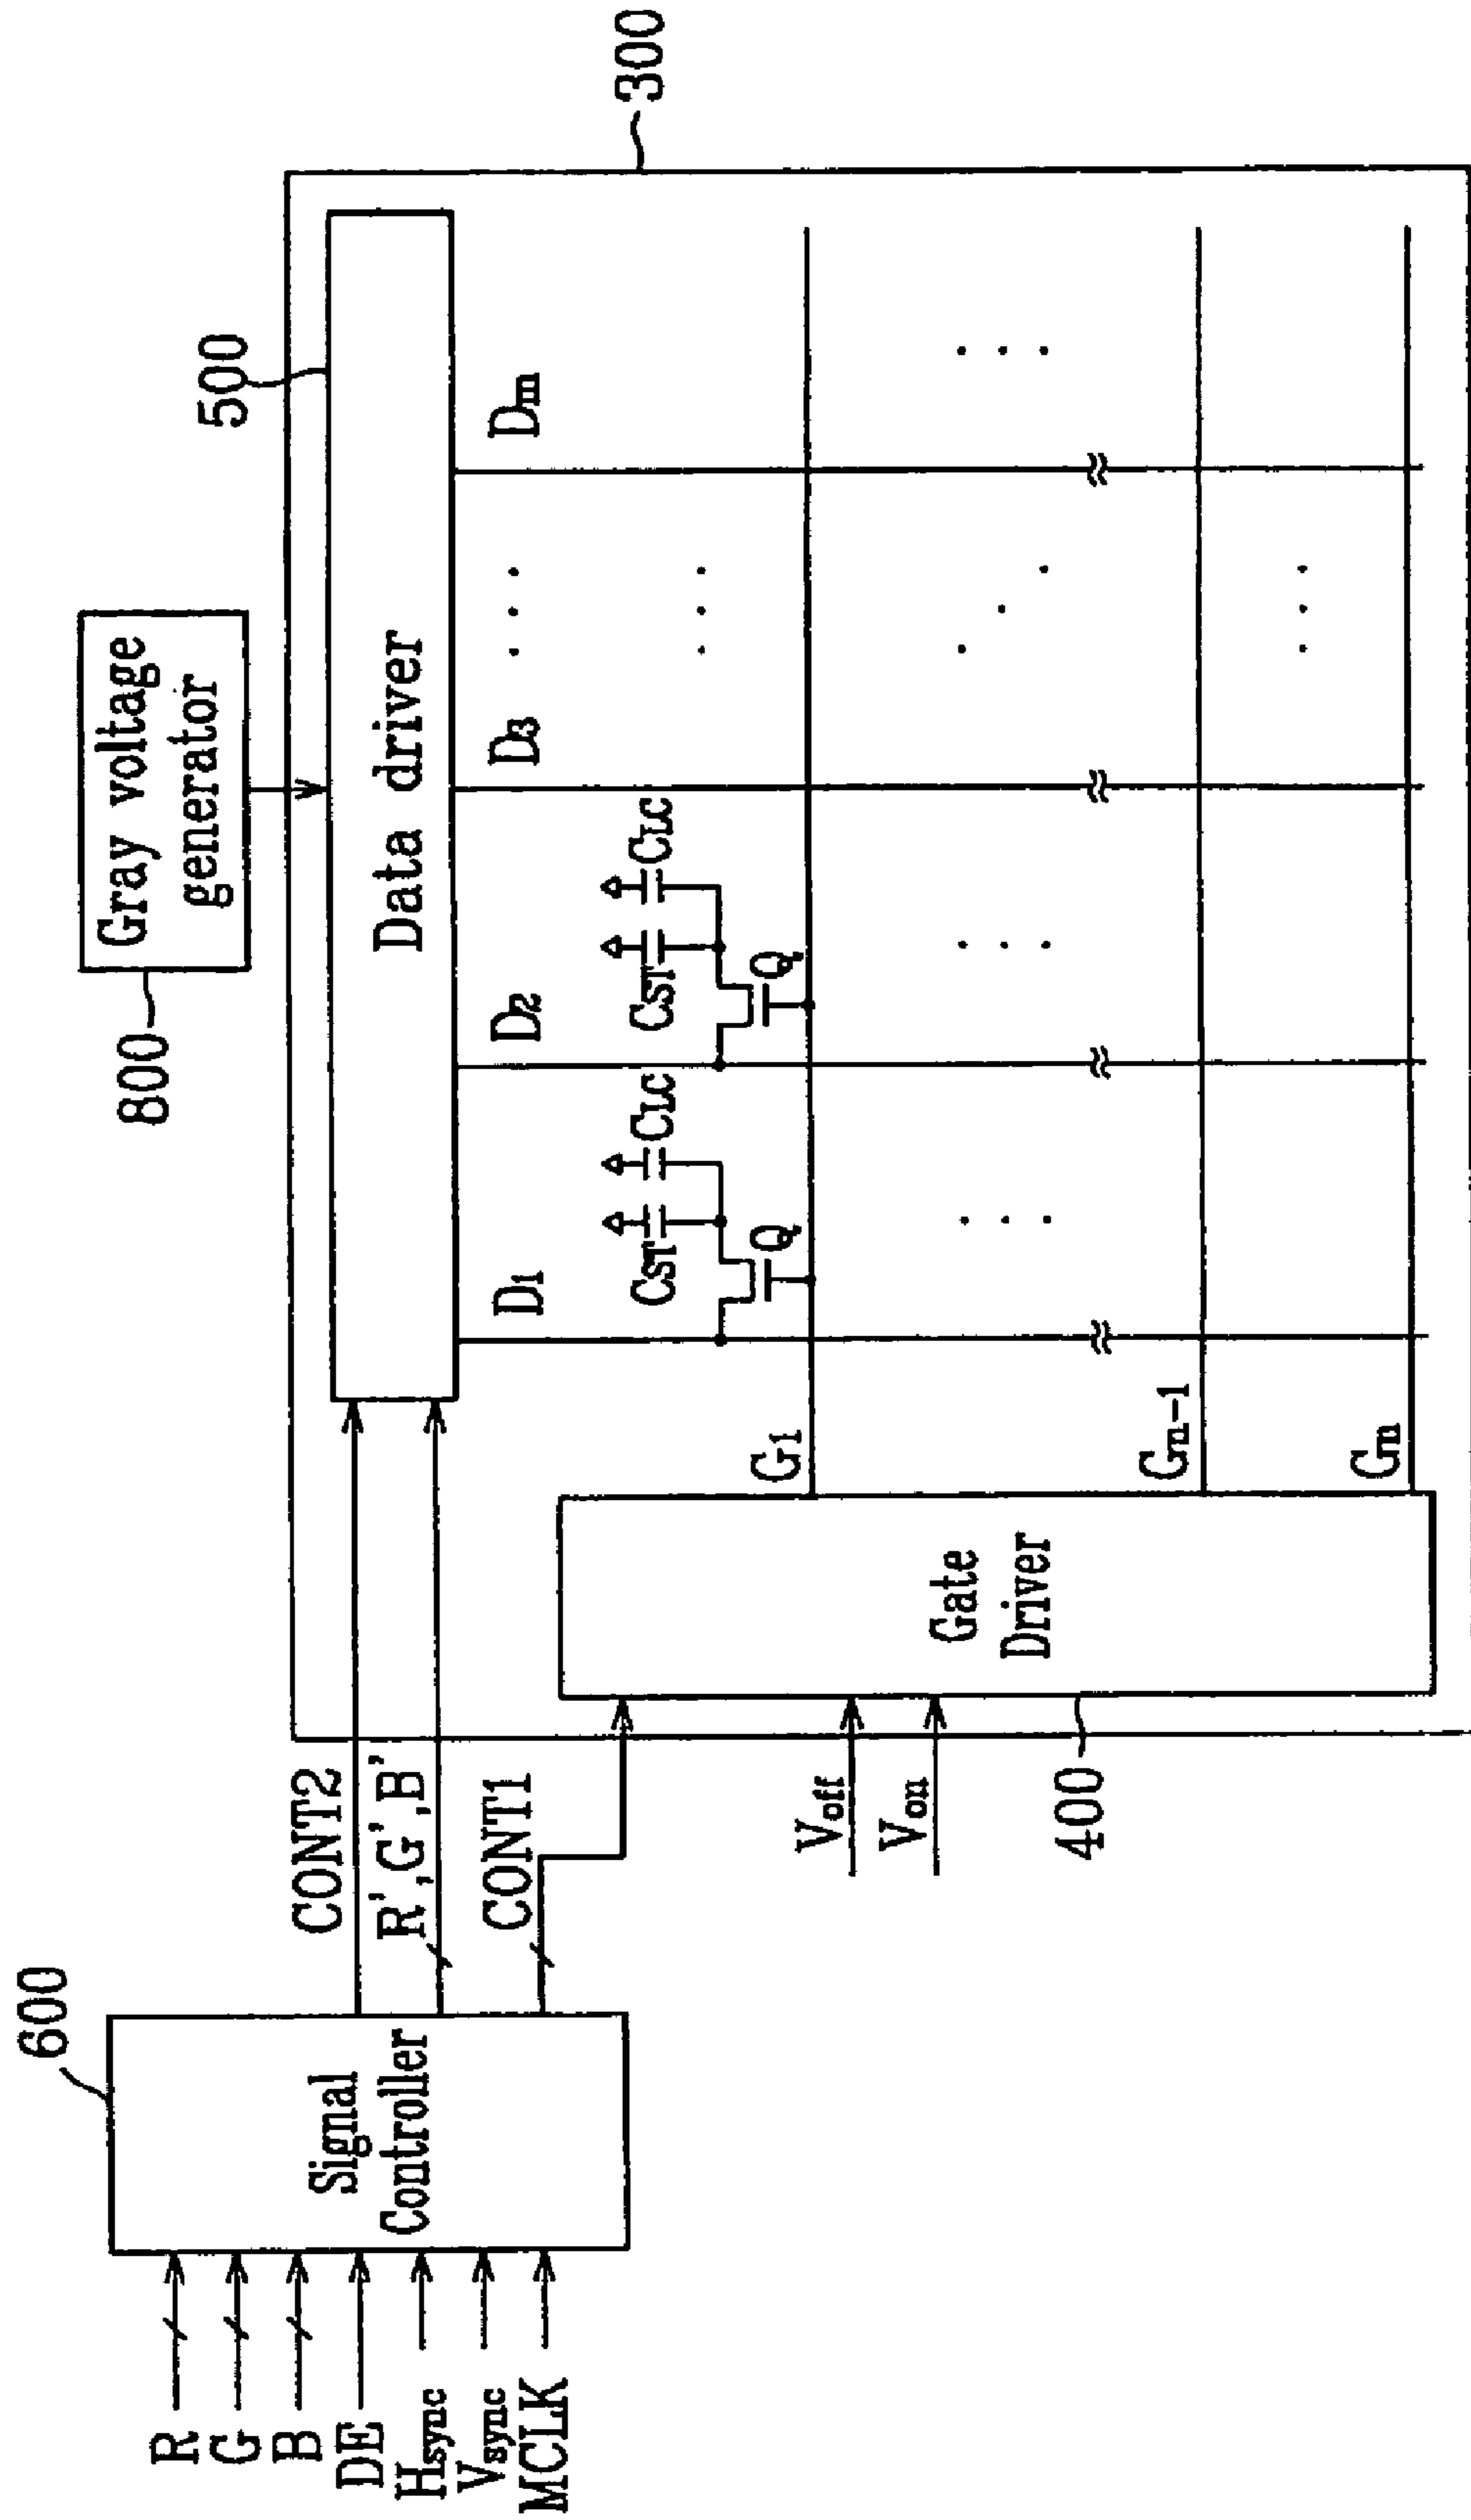 800
Gray voltage
generator
500
300
600
Signal
Controller
R
G
B
DE
Hsync
Vsync
MCLK
CONT2
R',G',B'
CONT1
Data driver
D1
D2
D3
Dm
CST
CLC
Q
CST
CLC
Q
G1
Gn-1
Gn
Gate
Driver
Voff
Von
400